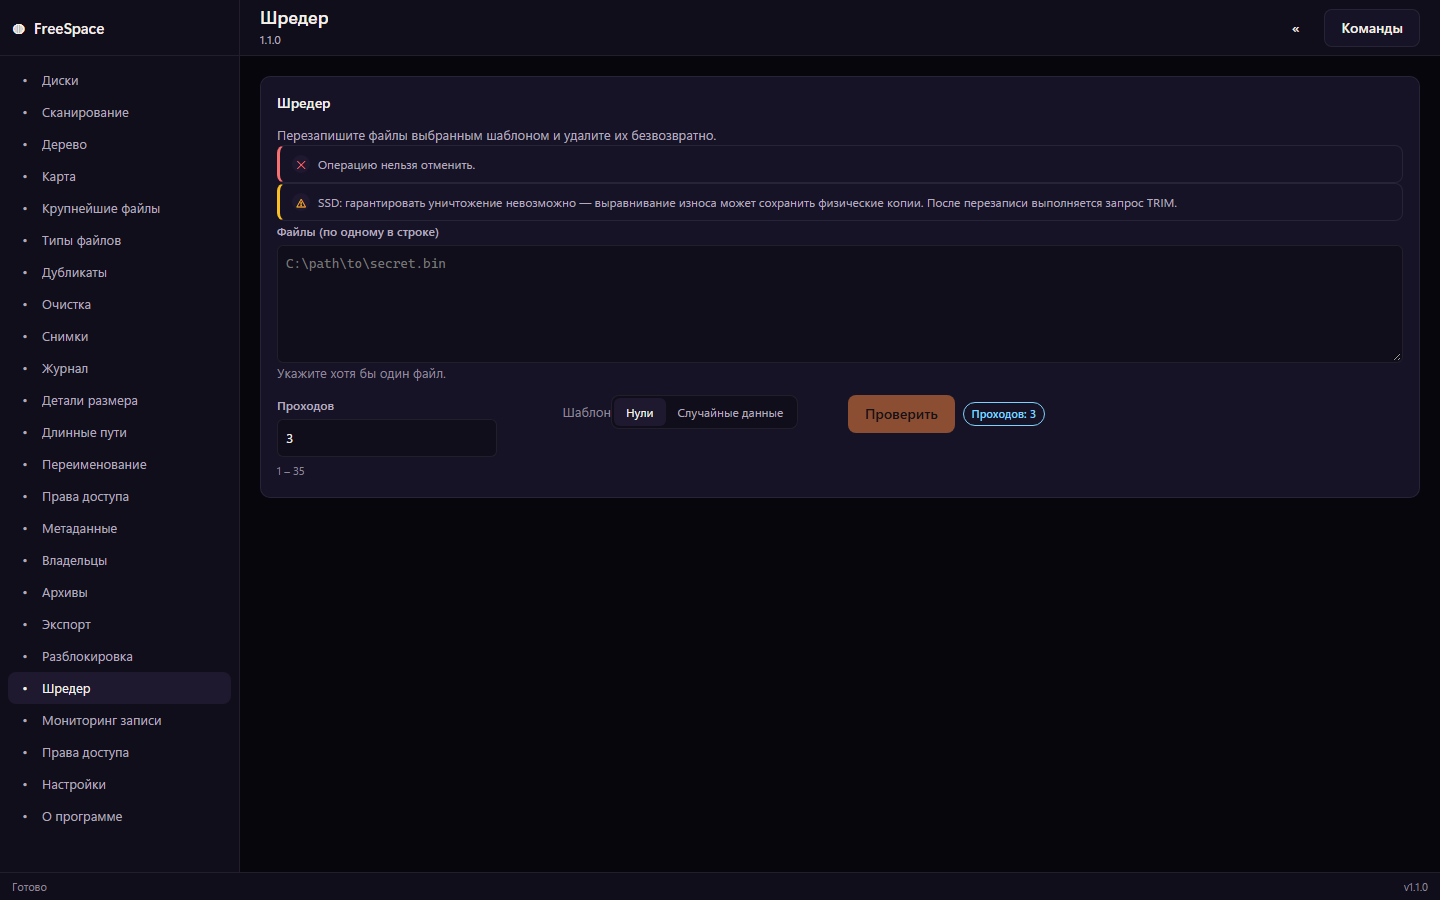 FreeSpace
Шредер
1.1.0
«
Команды
Диски
Сканирование
Дерево
Карта
Крупнейшие файлы
Типы файлов
Дубликаты
Очистка
Снимки
Журнал
Детали размера
Длинные пути
Переименование
Права доступа
Метаданные
Владельцы
Архивы
Экспорт
Разблокировка
Шредер
Мониторинг записи
Права доступа
Настройки
О программе
Шредер
Перезапишите файлы выбранным шаблоном и удалите их безвозвратно.
Операцию нельзя отменить.
SSD: гарантировать уничтожение невозможно — выравнивание износа может сохранить физические копии. После перезаписи выполняется запрос TRIM.
Файлы (по одному в строке)
C:\path\to\secret.bin
Укажите хотя бы один файл.
Проходов
3
1 – 35
Шаблон
Нули
Случайные данные
Проверить
Проходов: 3
Готово
v1.1.0